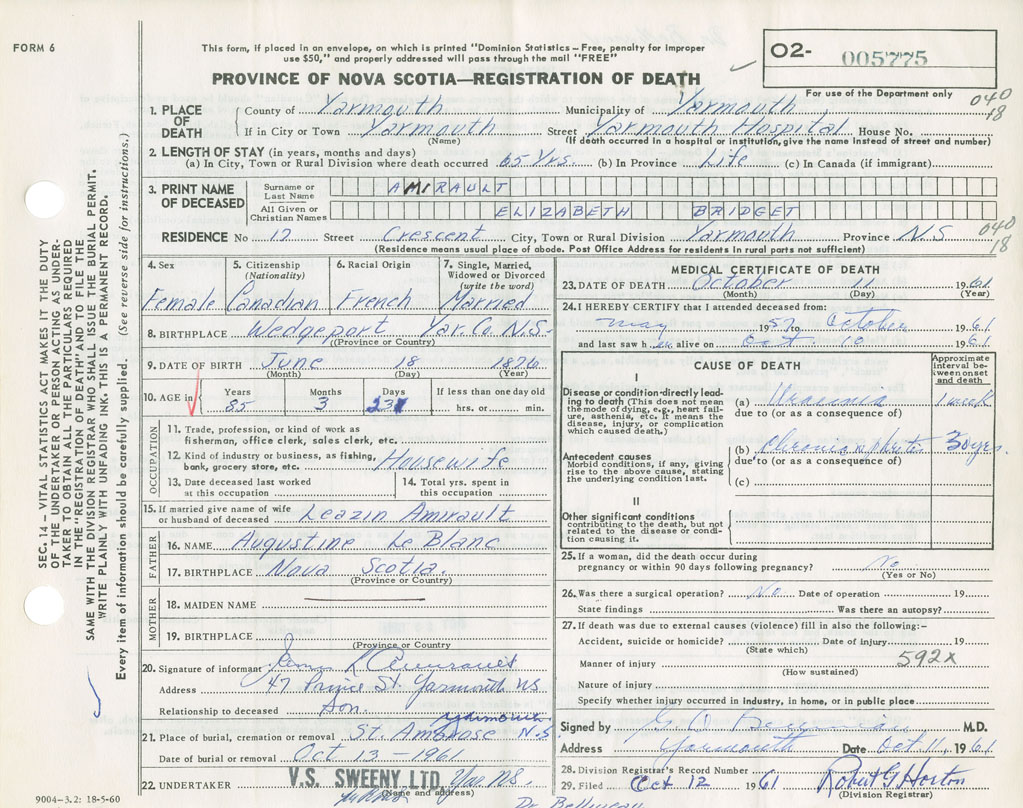 FORM 6
This form, if placed in an envelope, on which is printed "Dominion Statistics – Free, penalty for improper
use $50," and properly addressed will pass through the mail "FREE"
PROVINCE OF NOVA SCOTIA—REGISTRATION OF DEATH
O2- 005775
For use of the Department only
040
18
1. PLACE OF DEATH County of Yarmouth Municipality of Yarmouth
If in City or Town Yarmouth Street Yarmouth Hospital House No.
(Name) (If death occurred in a hospital or institution, give the name instead of street and number)
2. LENGTH OF STAY (in years, months and days)
(a) In City, Town or Rural Division where death occurred 65 Yrs. (b) In Province Life (c) In Canada (if immigrant)
3. PRINT NAME OF DECEASED Surname or Last Name AMIRAULT
All Given or Christian Names ELIZABETH BRIDGET
RESIDENCE No 17 Street Crescent City, Town or Rural Division Yarmouth Province N.S
040
18
(Residence means usual place of abode. Post Office Address for residents in rural parts not sufficient)
4. Sex Female
5. Citizenship (Nationality) Canadian
6. Racial Origin French
7. Single, Married, Widowed or Divorced (write the word) Married
8. BIRTHPLACE Wedgeport Yar. Co. N.S.
(Province or Country)
9. DATE OF BIRTH June 18 1876
(Month) (Day) (Year)
10. AGE in Years 85 Months 3 Days 23 If less than one day old hrs. or min.
OCCUPATION
11. Trade, profession, or kind of work as fisherman, office clerk, sales clerk, etc.
12. Kind of industry or business, as fishing, bank, grocery store, etc. Housewife
13. Date deceased last worked at this occupation
14. Total yrs. spent in this occupation
15. If married give name of wife or husband of deceased Leazin Amirault
FATHER
16. NAME Augustine Le Blanc
17. BIRTHPLACE Nova Scotia
(Province or Country)
MOTHER
18. MAIDEN NAME
19. BIRTHPLACE
(Province or Country)
20. Signature of informant
Address 47 Prince St. Yarmouth NS
Relationship to deceased Son.
21. Place of burial, cremation or removal St. Ambrose Yarmouth N.S
Date of burial or removal Oct 13 - 1961
22. UNDERTAKER V.S. SWEENY LTD. Yar NS.
(Name and address)
MEDICAL CERTIFICATE OF DEATH
23. DATE OF DEATH October 11 1961
(Month) (Day) (Year)
24. I HEREBY CERTIFY that I attended deceased from:
May 1957 to October 1961
and last saw her alive on Oct. 10 1961
CAUSE OF DEATH
Approximate interval between onset and death
I
Disease or condition directly leading to death (This does not mean the mode of dying, e.g., heart failure, asthenia, etc. It means the disease, injury, or complication which caused death.)
(a) Uraemia 1 week
due to (or as a consequence of)
Antecedent causes
Morbid conditions, if any, giving rise to the above cause, stating the underlying condition last.
(b) Chronic nephritis 30 yrs.
due to (or as a consequence of)
(c)
II
Other significant conditions
contributing to the death, but not related to the disease or condition causing it.
25. If a woman, did the death occur during pregnancy or within 90 days following pregnancy? No
(Yes or No)
26. Was there a surgical operation? No Date of operation 19
State findings Was there an autopsy?
27. If death was due to external causes (violence) fill in also the following:–
Accident, suicide or homicide? Date of injury 19
(State which)
Manner of injury 592X
(How sustained)
Nature of injury
Specify whether injury occurred in industry, in home, or in public place
Signed by M.D.
Address Yarmouth Date Oct 11, 1961
28. Division Registrar's Record Number
29. Filed Oct 12 1961 Robert G Horton
(Division Registrar)
SEC. 14 – VITAL STATISTICS ACT MAKES IT THE DUTY
OF THE UNDERTAKER OR PERSON ACTING AS UNDER-
TAKER TO OBTAIN ALL THE PARTICULARS REQUIRED
IN THE "REGISTRATION OF DEATH" AND TO FILE THE
SAME WITH THE DIVISION REGISTRAR WHO SHALL ISSUE THE BURIAL PERMIT.
WRITE PLAINLY WITH UNFADING INK. THIS IS A PERMANENT RECORD.
Every item of information should be carefully supplied. (See reverse side for instructions.)
9004-3.2: 18-5-60
Dr Belliveau